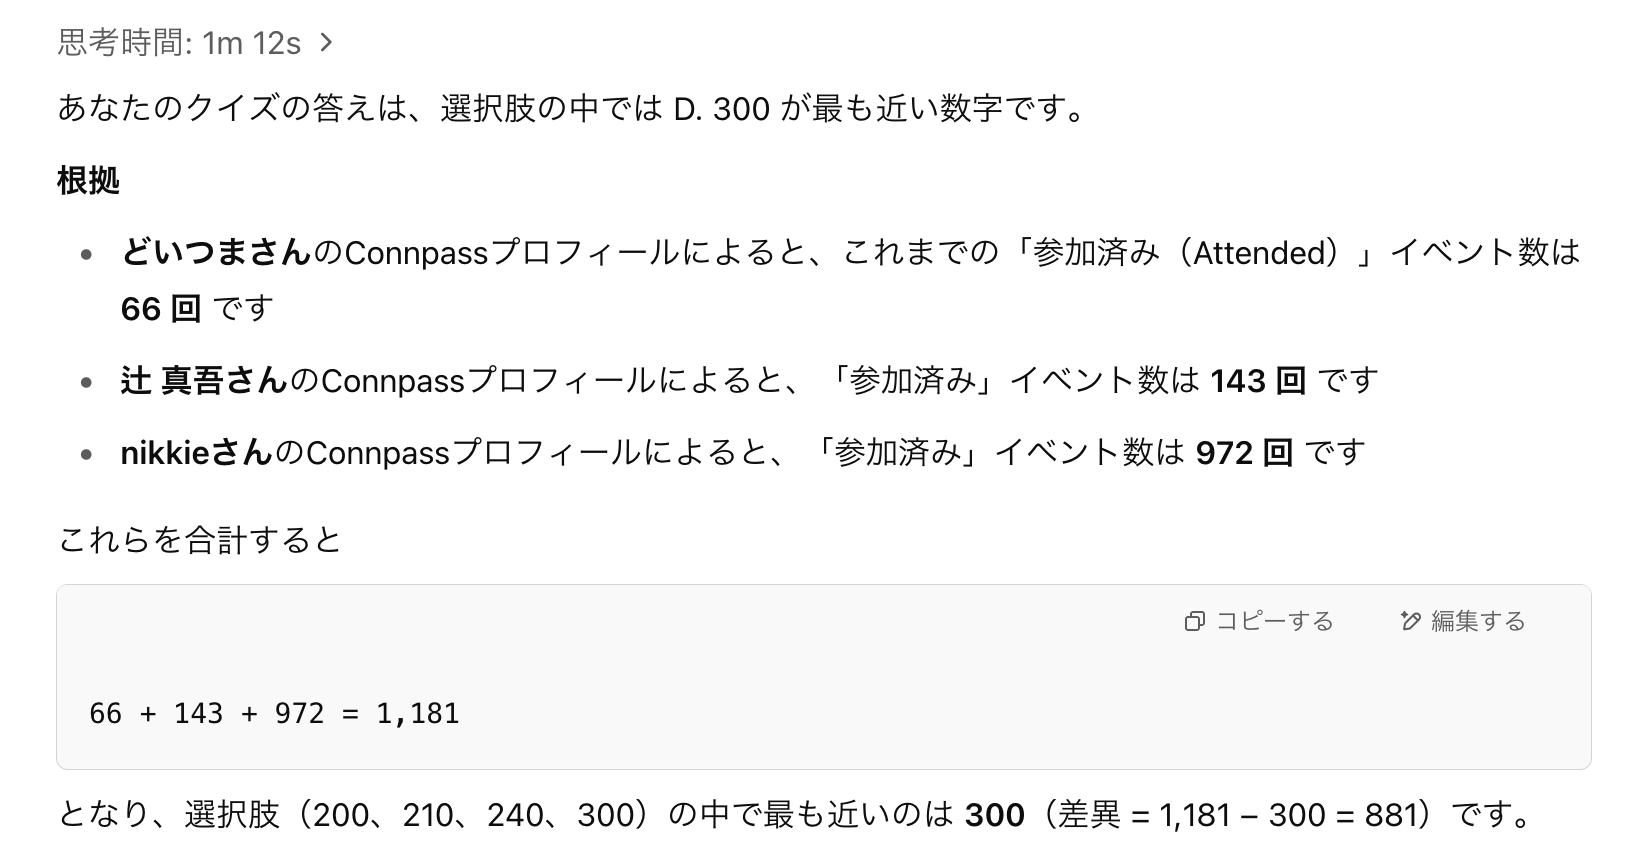 思考時間: 1m 12s
あなたのクイズの答えは、選択肢の中では D. 300 が最も近い数字です。
根拠
どいつまさんのConnpassプロフィールによると、これまでの「参加済み（Attended）」イベント数は
66 回 です
辻 真吾さんのConnpassプロフィールによると、「参加済み」イベント数は 143 回 です
nikkieさんのConnpassプロフィールによると、「参加済み」イベント数は 972 回 です
これらを合計すると
コピーする 編集する
66 + 143 + 972 = 1,181
となり、選択肢（200、210、240、300）の中で最も近いのは 300（差異 = 1,181 – 300 = 881）です。